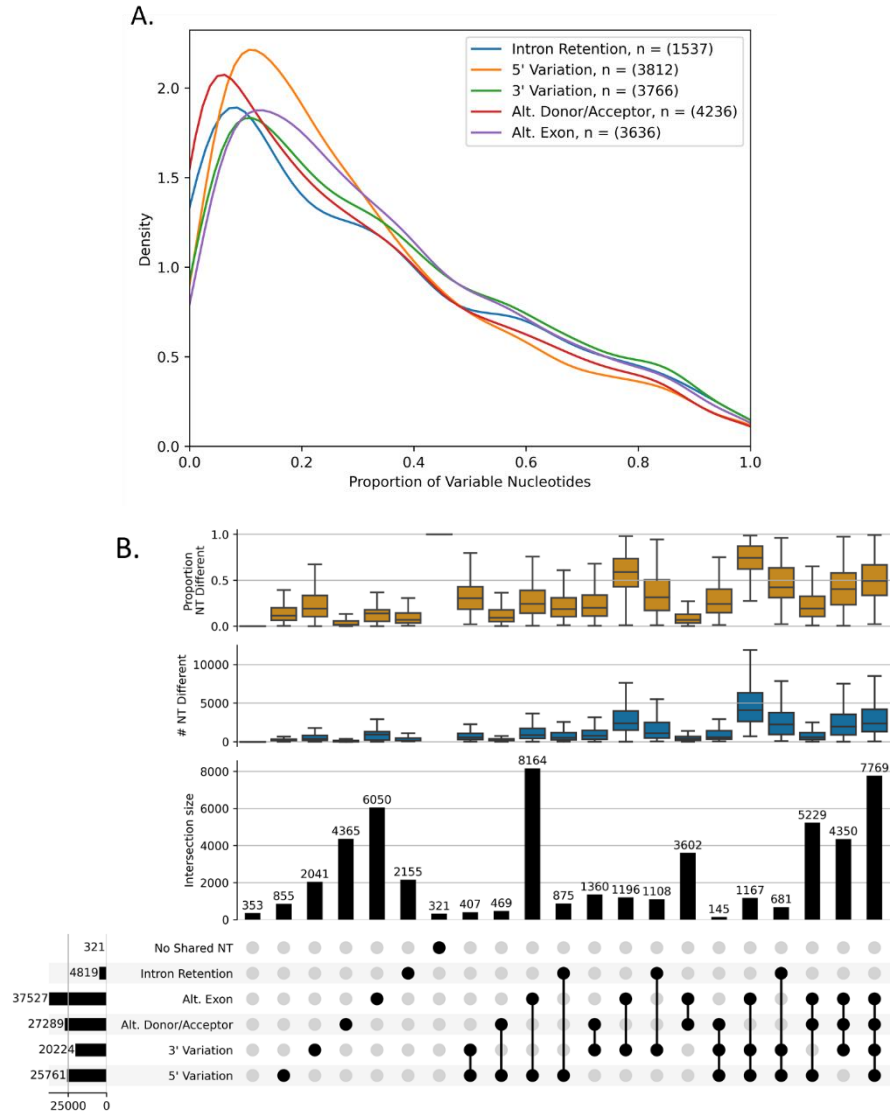 A.
Intron Retention, n = (1537)
5' Variation, n = (3812)
3' Variation, n = (3766)
Alt. Donor/Acceptor, n = (4236)
Alt. Exon, n = (3636)
2.0
1.5
1.0
0.5
0.0
Density
0.0 0.2 0.4 0.6 0.8 1.0
Proportion of Variable Nucleotides
B.
Proportion
NT Different
1.0
0.5
0.0
# NT Different
10000
5000
0
Intersection size
8000
6000
4000
2000
0
353 855 2041 4365 6050 2155 321 407 469 8164 875 1360 1196 1108 3602 145 1167 681 5229 4350 7769
321 No Shared NT
4819 Intron Retention
37527 Alt. Exon
27289 Alt. Donor/Acceptor
20224 3' Variation
25761 5' Variation
25000 0